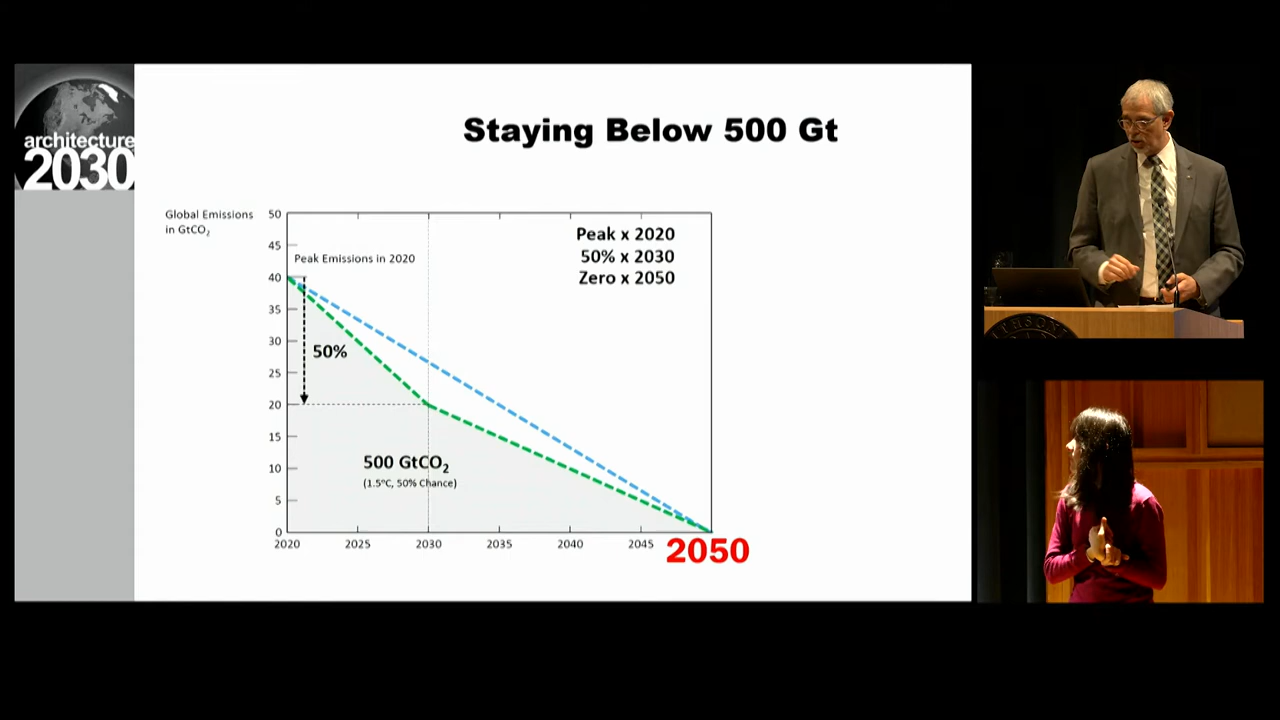 architecture
2030
Staying Below 500 Gt
Global Emissions
in GtCO₂
Peak x 2020
50% x 2030
Zero x 2050
Peak Emissions in 2020
50%
500 GtCO₂
(1.5°C, 50% Chance)
50
45
40
35
30
25
20
15
10
5
0
2020
2025
2030
2035
2040
2045
2050